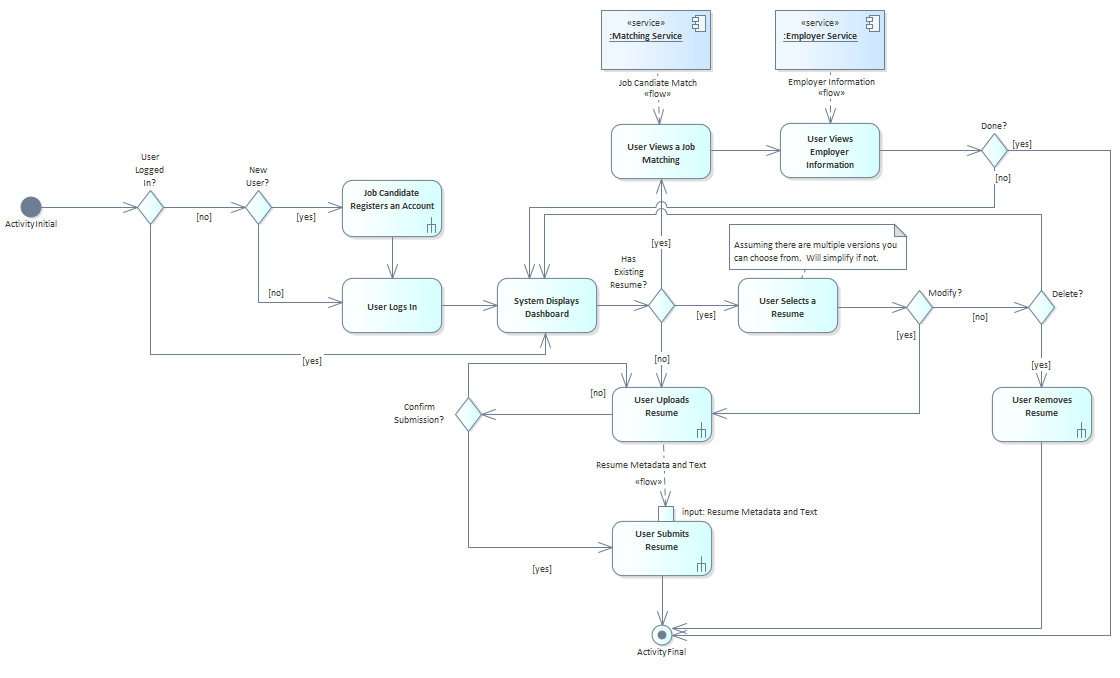 «service»
:Matching Service
«service»
:Employer Service
Job Candiate Match
«flow»
Employer Information
«flow»
User Views a Job
Matching
User Views
Employer
Information
Done?
[yes]
[no]
User
Logged
In?
New
User?
ActivityInitial
[no]
[yes]
Job Candidate
Registers an Account
[no]
User Logs In
[yes]
System Displays
Dashboard
Has
Existing
Resume?
[yes]
[yes]
[no]
Assuming there are multiple versions you
can choose from.  Will simplify if not.
User Selects a
Resume
Modify?
[yes]
[no]
Delete?
[yes]
User Removes
Resume
Confirm
Submission?
[no]
User Uploads
Resume
Resume Metadata and Text
«flow»
input: Resume Metadata and Text
User Submits
Resume
[yes]
ActivityFinal